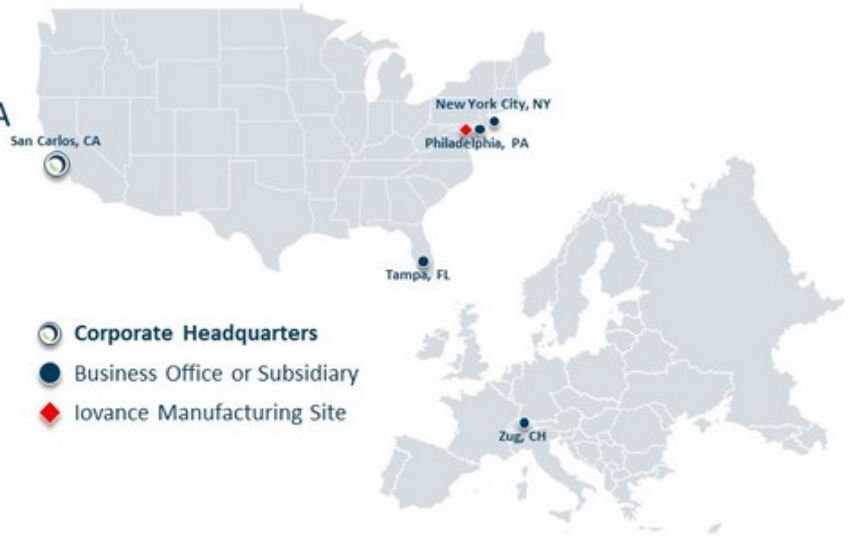 A
New York City, NY
San Carlos, CA
Philadelphia, PA
Tampa, FL
Corporate Headquarters
Business Office or Subsidiary
Iovance Manufacturing Site
Zug, CH